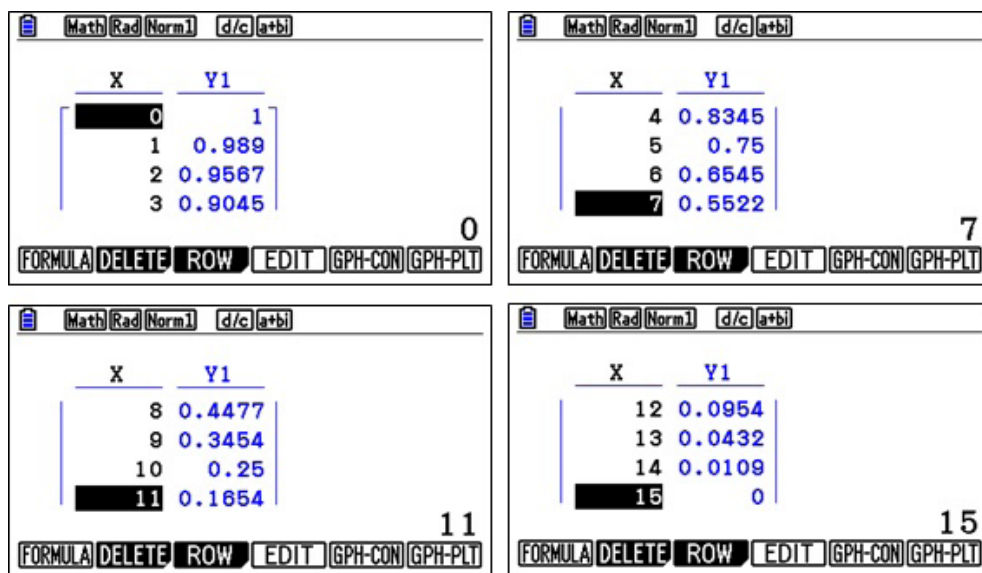 Math Rad Norm1 d/c a+bi
X Y1
0 1
1 0.989
2 0.9567
3 0.9045
0
FORMULA DELETE ROW EDIT GPH-CON GPH-PLT
Math Rad Norm1 d/c a+bi
X Y1
4 0.8345
5 0.75
6 0.6545
7 0.5522
7
FORMULA DELETE ROW EDIT GPH-CON GPH-PLT
Math Rad Norm1 d/c a+bi
X Y1
8 0.4477
9 0.3454
10 0.25
11 0.1654
11
FORMULA DELETE ROW EDIT GPH-CON GPH-PLT
Math Rad Norm1 d/c a+bi
X Y1
12 0.0954
13 0.0432
14 0.0109
15 0
15
FORMULA DELETE ROW EDIT GPH-CON GPH-PLT